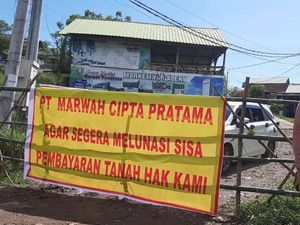 MARKETING GALLERY
PT MARWAH CIPTA PRATAMA
AGAR SEGERA MELUNASI SISA
PEMBAYARAN TANAH HAK KAMI